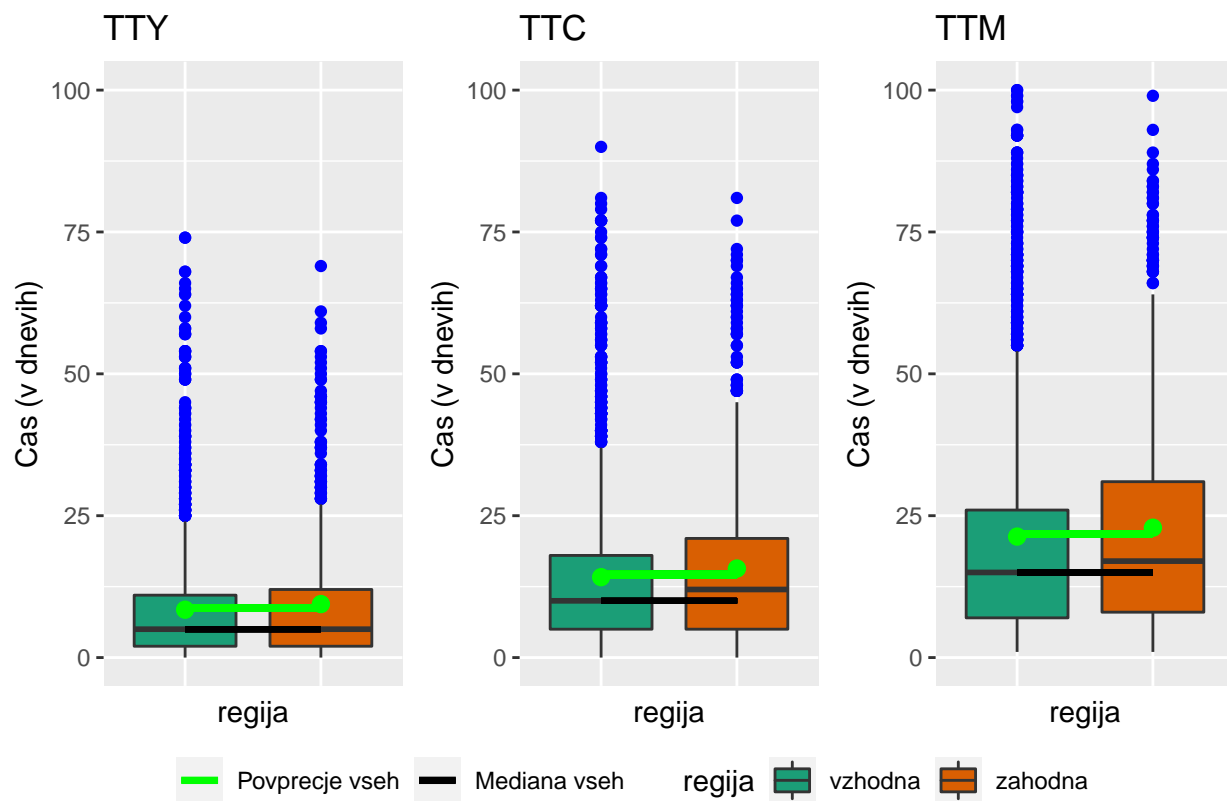 TTY
TTC
TTM
Cas (v dnevih)
100
75
50
25
0
regija
Cas (v dnevih)
100
75
50
25
0
regija
Cas (v dnevih)
100
75
50
25
0
regija
Povprecje vseh
Mediana vseh
regija
vzhodna
zahodna